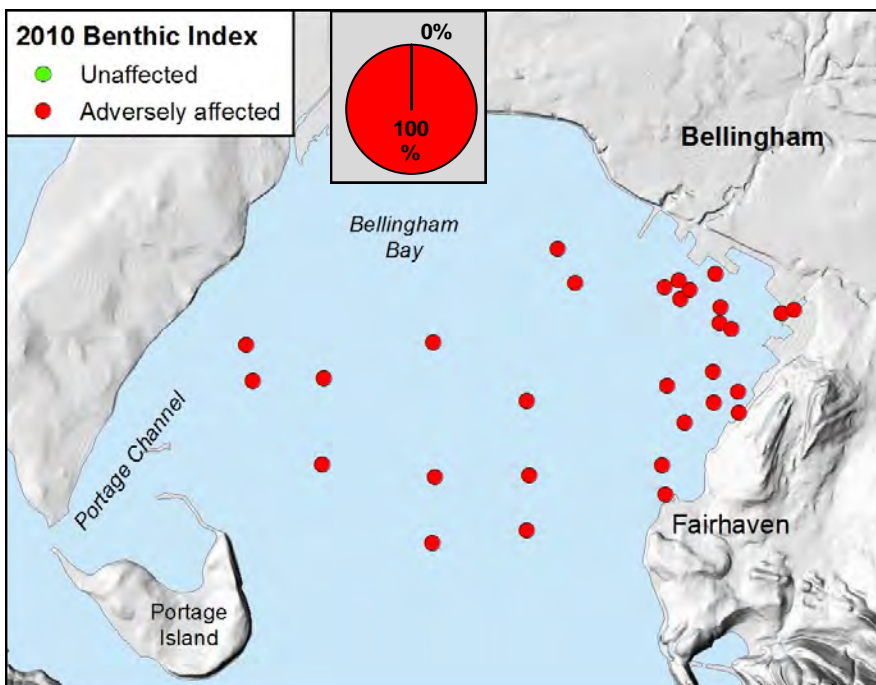 2010 Benthic Index
Unaffected
Adversely affected
0%
100
%
Bellingham
Bellingham
Bay
Portage Channel
Fairhaven
Portage
Island